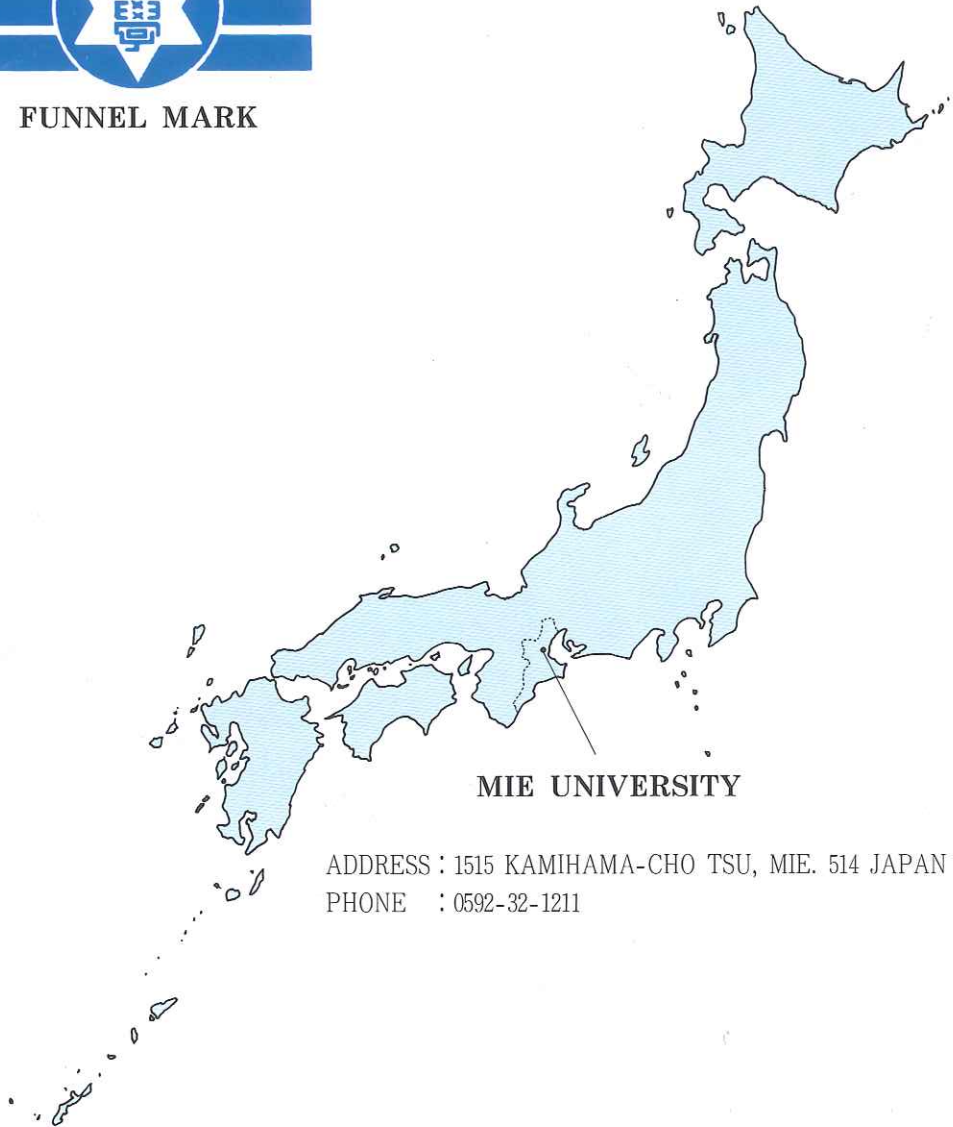 學
FUNNEL MARK
MIE UNIVERSITY
ADDRESS : 1515 KAMIHAMA-CHO TSU, MIE. 514 JAPAN
PHONE : 0592-32-1211